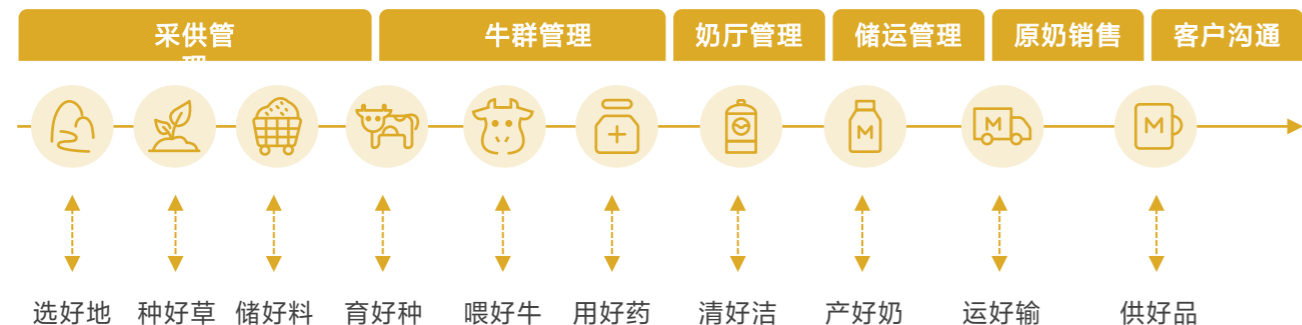 采供管理
牛群管理
奶厅管理
储运管理
原奶销售
客户沟通
M
M
M
选好地
种好草
储好料
育好种
喂好牛
用好药
清好洁
产好奶
运好输
供好品